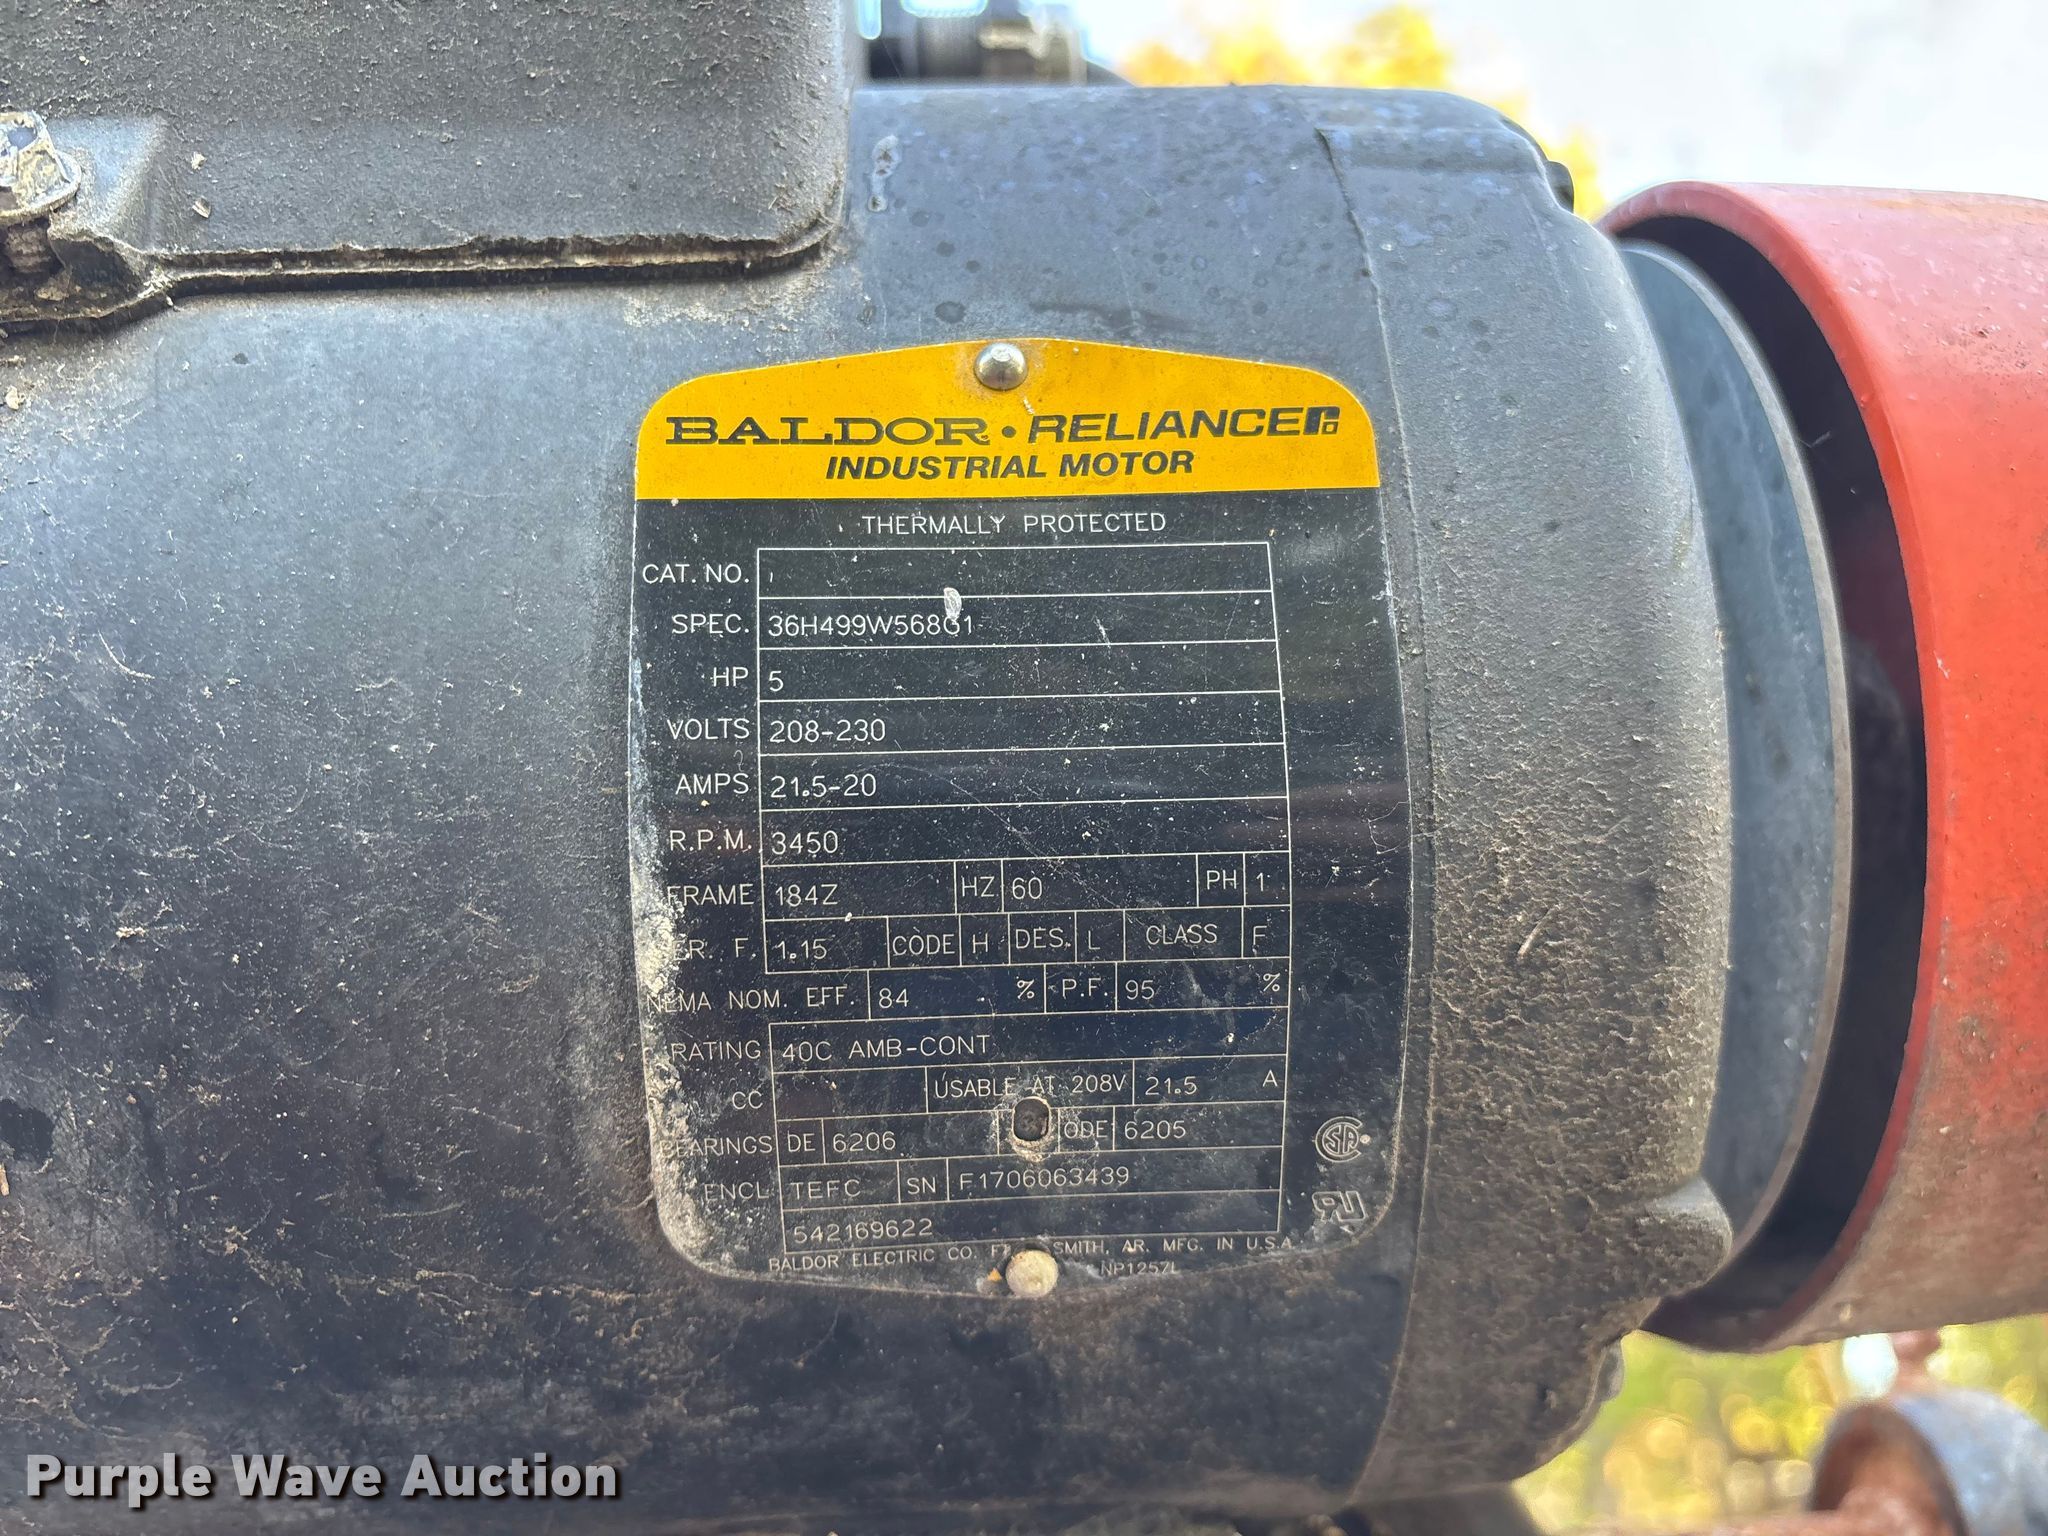 BALDOR • RELIANCE
INDUSTRIAL MOTOR
THERMALLY PROTECTED
CAT. NO.
SPEC. 36H499W568G1
HP 5
VOLTS 208-230
AMPS 21.5-20
R.P.M. 3450
FRAME 184Z HZ 60 PH 1
ER. F. 1.15 CODE H DES. L CLASS F
NEMA NOM. EFF. 84 % P.F. 95 %
RATING 40C AMB-CONT
CC USABLE AT 208V 21.5 A
BEARINGS DE 6206 ODE 6205
ENCL TEFC SN F1706063439
542169622
BALDOR ELECTRIC CO. SMITH, AR. MFG. IN U.S.A.
NP1257L
Purple Wave Auction